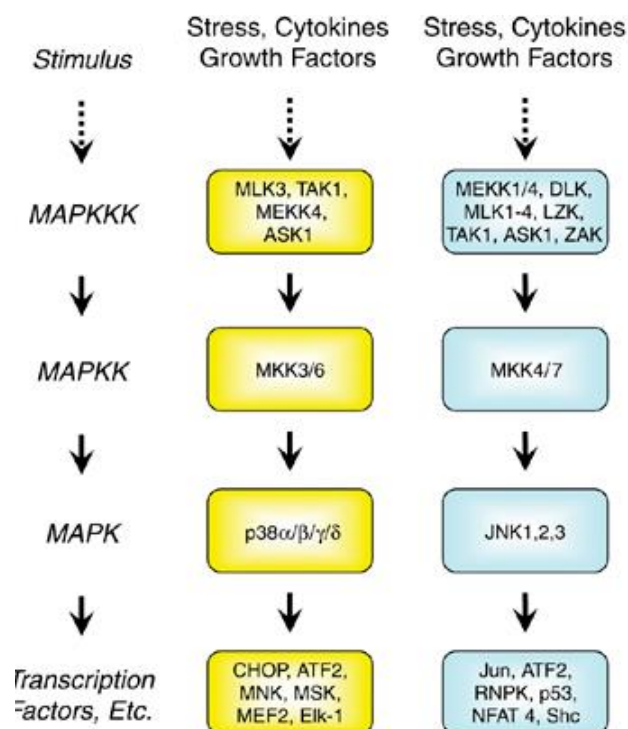 Stimulus
Stress, Cytokines
Growth Factors
Stress, Cytokines
Growth Factors
MAPKKK
MLK3, TAK1,
MEKK4,
ASK1
MEKK1/4, DLK,
MLK1-4, LZK,
TAK1, ASK1, ZAK
MAPKK
MKK3/6
MKK4/7
MAPK
p38α/β/γ/δ
JNK1,2,3
Transcription
Factors, Etc.
CHOP, ATF2,
MNK, MSK,
MEF2, Elk-1
Jun, ATF2,
RNPK, p53,
NFAT 4, Shc